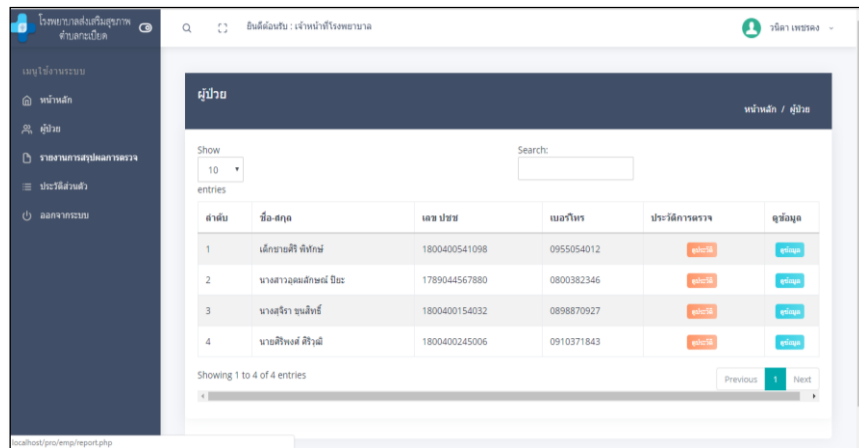 โรงพยาบาลส่งเสริมสุขภาพ
ตำบลกะเปียด
ยินดีต้อนรับ : เจ้าหน้าที่โรงพยาบาล
วนิดา เพชรคง
เมนูใช้งานระบบ
หน้าหลัก
ผู้ป่วย
รายงานการสรุปผลการตรวจ
ประวัติส่วนตัว
ออกจากระบบ
ผู้ป่วย
หน้าหลัก / ผู้ป่วย
Show
10
entries
Search:
ลำดับ ชื่อ-สกุล เลข ปชช เบอร์โทร ประวัติการตรวจ ดูข้อมูล
1 เด็กชายศิริ พิทักษ์ 1800400541098 0955054012 ดูประวัติ ดูข้อมูล
2 นางสาวอุดมลักษณ์ ปิยะ 1789044567880 0800382346 ดูประวัติ ดูข้อมูล
3 นางสุจิรา ขุนสิทธิ์ 1800400154032 0898870927 ดูประวัติ ดูข้อมูล
4 นายสิริพงศ์ ศิริวุฒิ 1800400245006 0910371843 ดูประวัติ ดูข้อมูล
Showing 1 to 4 of 4 entries
Previous 1 Next
localhost/pro/emp/report.php